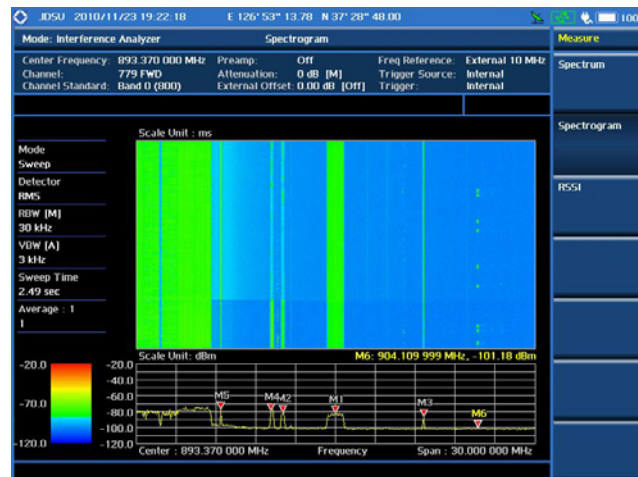 JDSU 2010/11/23 19:22:18 E 126° 53" 13.78 N 37° 28" 48.00 100
Mode: Interference Analyzer Spectrogram Measure
Center Frequency: 893.370 000 MHz Preamp: Off Freq Reference: External 10 MHz
Channel: 779 FWD Attenuation: 0 dB [M] Trigger Source: Internal
Channel Standard: Band 0 (800) External Offset: 0.00 dB [Off] Trigger: Internal
Spectrum
Spectrogram
RSSI
Scale Unit : ms
Mode
Sweep
Detector
RMS
RBW [M]
30 kHz
VBW [A]
3 kHz
Sweep Time
2.49 sec
Average : 1
1
Scale Unit: dBm M6: 904.109 999 MHz, -101.18 dBm
-20.0 -20.0
-40.0
-60.0
-70.0 -80.0
-100.0
-120.0 -120.0
M5 M4 M2 M1 M3 M6
Center : 893.370 000 MHz Frequency Span : 30.000 000 MHz